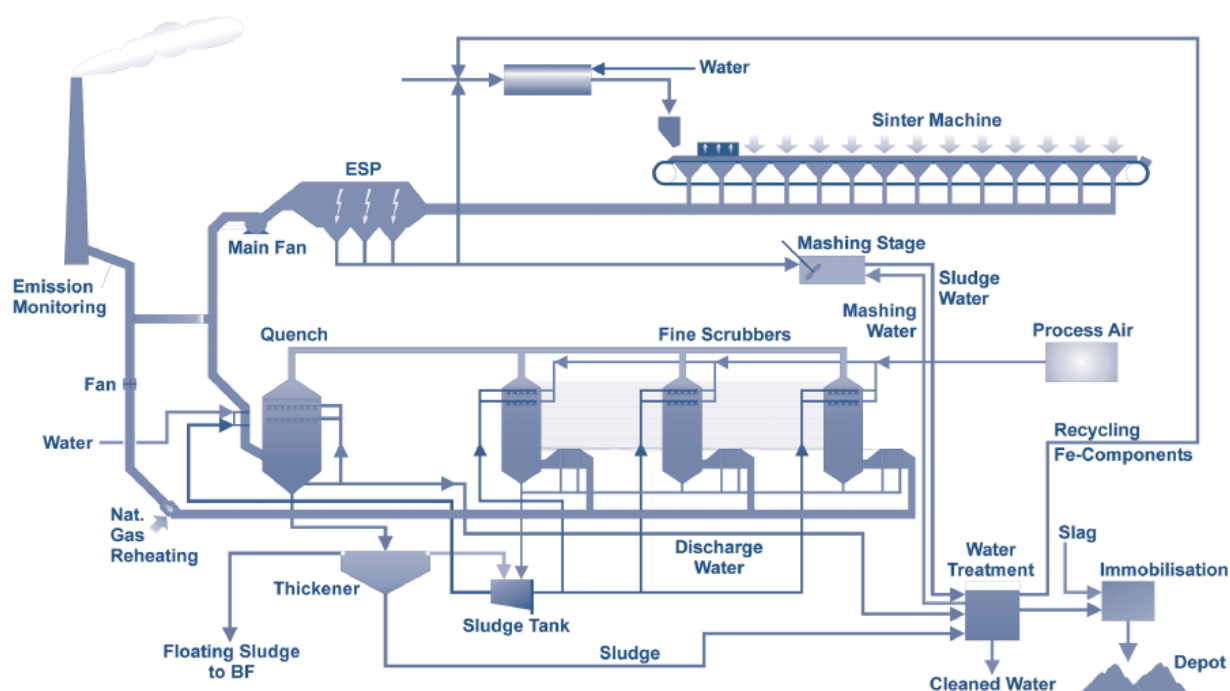 Water
Sinter Machine
ESP
Main Fan
Mashing Stage
Emission
Monitoring
Sludge
Water
Mashing
Water
Process Air
Quench
Fine Scrubbers
Fan
Water
Recycling
Fe-Components
Nat.
Gas
Reheating
Discharge
Water
Slag
Water
Treatment
Immobilisation
Thickener
Sludge Tank
Floating Sludge
to BF
Sludge
Cleaned Water
Depot